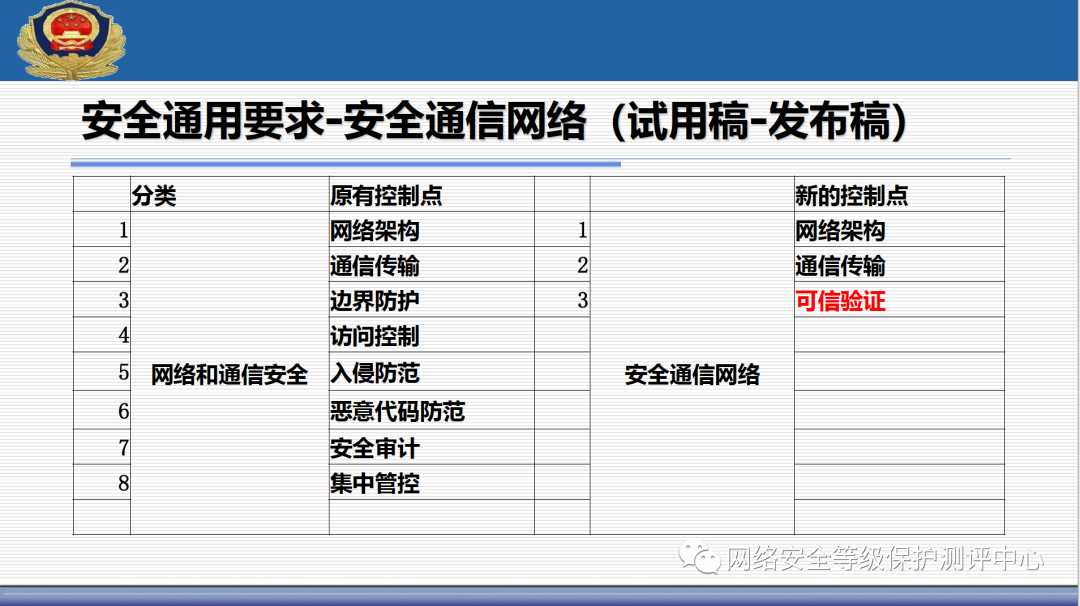 安全通用要求-安全通信网络（试用稿-发布稿）
分类 原有控制点 新的控制点
1 网络架构 1 网络架构
2 通信传输 2 通信传输
3 边界防护 3 可信验证
4 访问控制
5 网络和通信安全 入侵防范 安全通信网络
6 恶意代码防范
7 安全审计
8 集中管控
网络安全等级保护测评中心